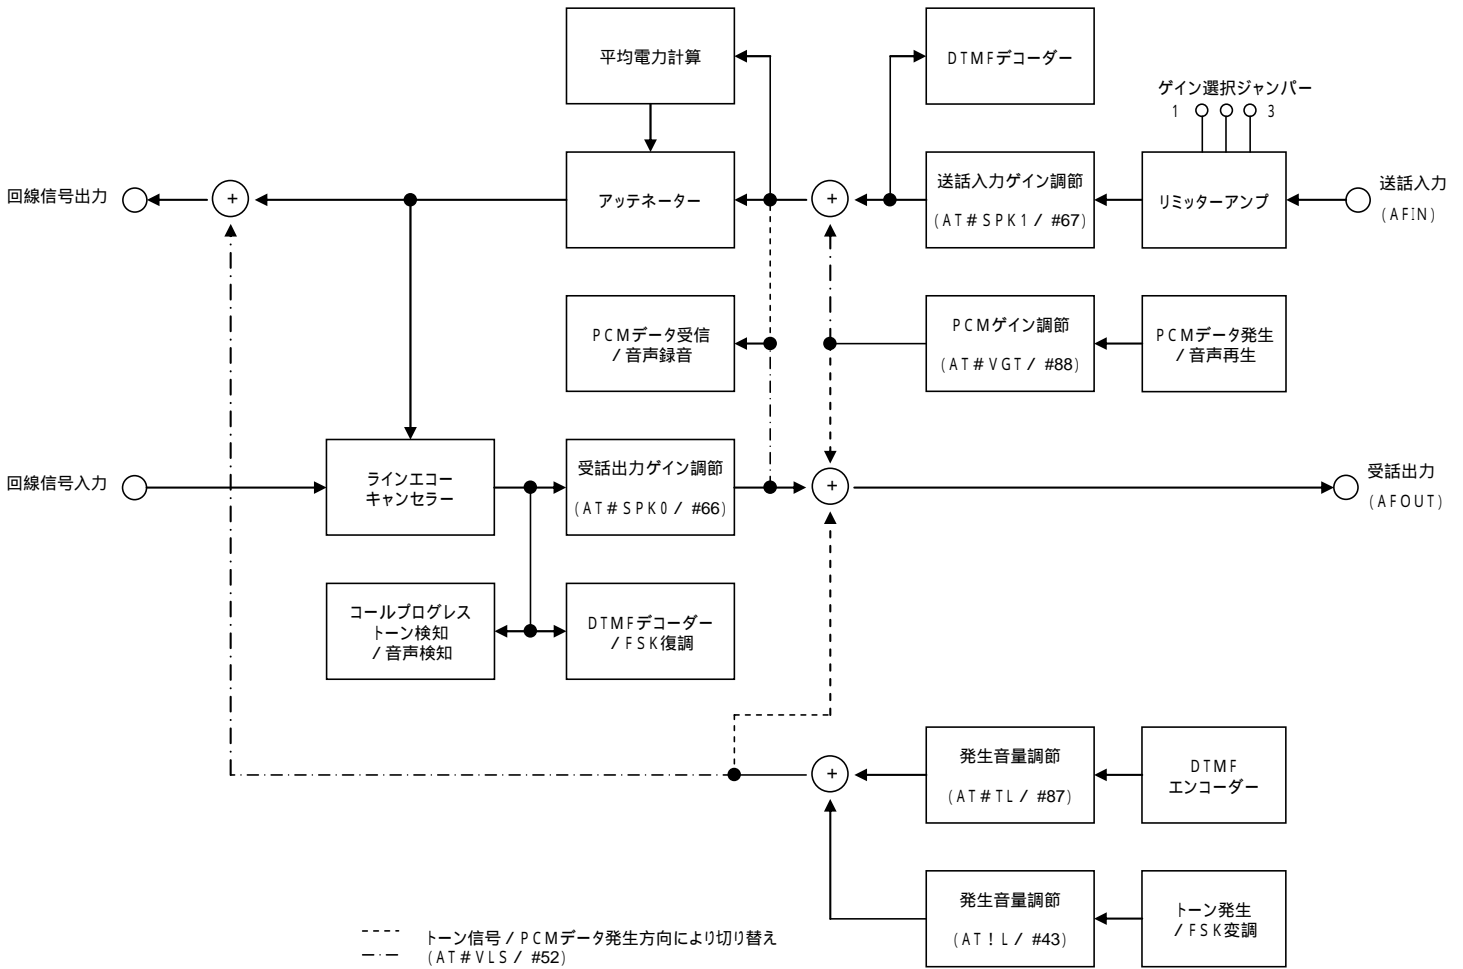 平均電力計算
DTMFデコーダー
ゲイン選択ジャンパー
1
3
回線信号出力
+
アッテネーター
+
送話入力ゲイン調節
(AT#SPK1/ #67)
リミッターアンプ
送話入力
(AFIN)
PCMデータ受信
/音声録音
PCMゲイン調節
(AT#VGT/ #88)
PCMデータ発生
/音声再生
回線信号入力
ラインエコー
キャンセラー
受話出力ゲイン調節
(AT#SPK0/ #66)
+
受話出力
(AFOUT)
コールプログレス
トーン検知
/音声検知
DTMFデコーダー
/FSK復調
+
発生音量調節
(AT#TL/ #87)
DTMF
エンコーダー
発生音量調節
(AT!L/ #43)
トーン発生
/FSK変調
トーン信号/PCMデータ発生方向により切り替え
(AT#VLS/ #52)